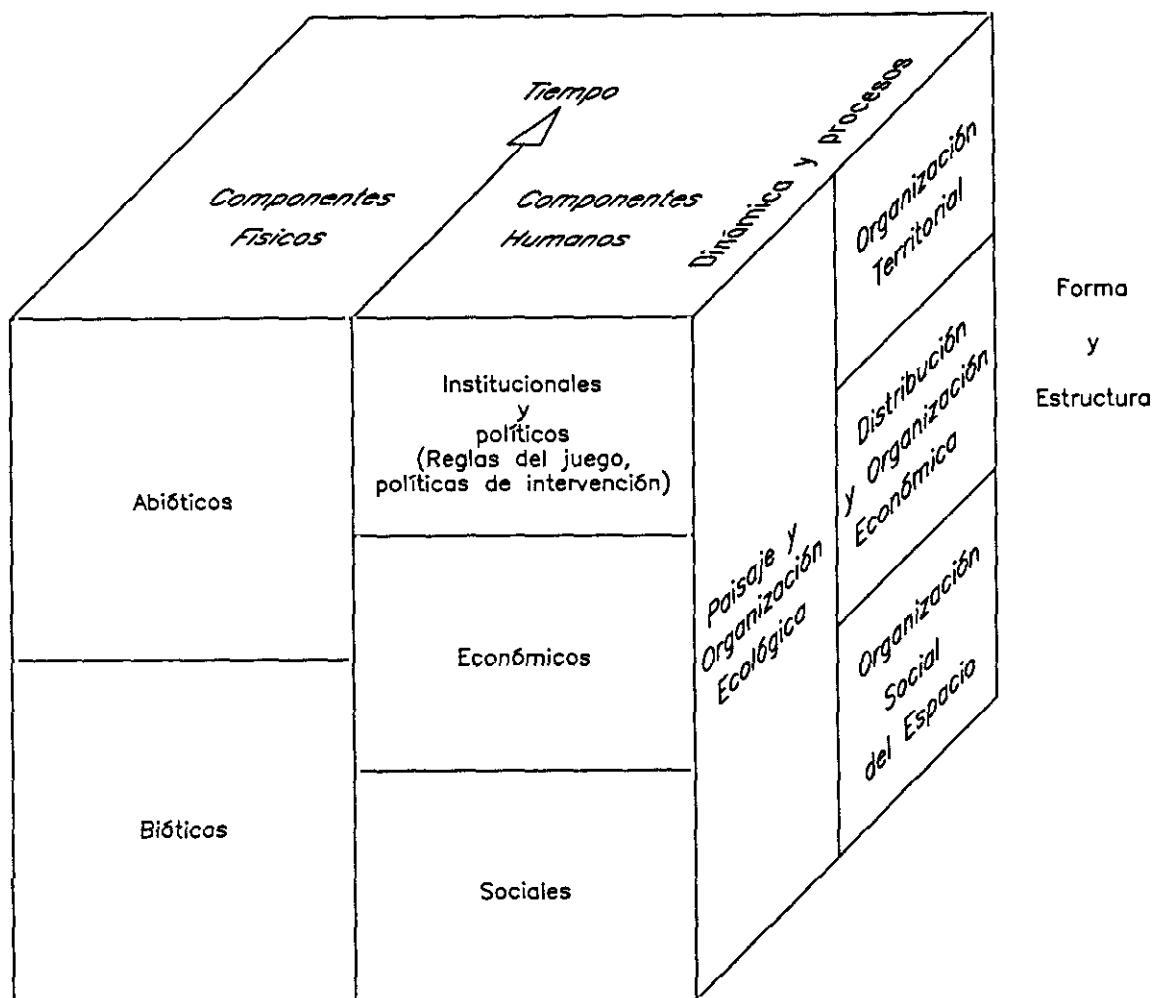 Tiempo
Componentes
Físicos
Componentes
Humanos
Dinámica y procesos
Abióticos
Bióticos
Institucionales
y
políticos
(Reglas del juego,
políticas de intervención)
Económicos
Sociales
Paisaje y
Organización
Ecológica
Organización
Territorial
Distribución
y Organización
Económica
Organización
Social
del Espacio
Forma
y
Estructura